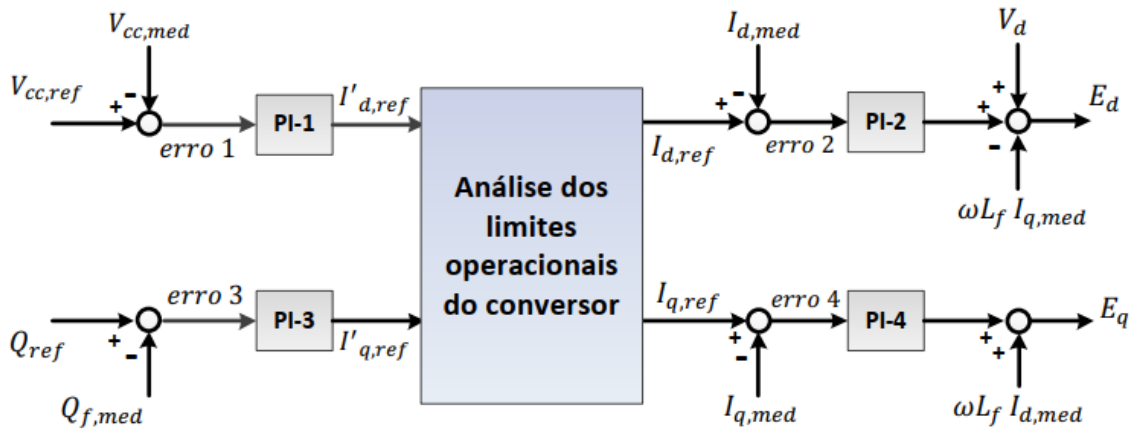 V_{cc,med}
V_{cc,ref}
+ -
erro 1
PI-1
I'_{d,ref}
Análise dos
limites
operacionais
do conversor
I_{d,med}
I_{d,ref}
+ -
erro 2
PI-2
V_d
+
+
-
E_d
ωL_f I_{q,med}
Q_{ref}
+
-
Q_{f,med}
erro 3
PI-3
I'_{q,ref}
I_{q,ref}
+
-
I_{q,med}
erro 4
PI-4
+
+
E_q
ωL_f I_{d,med}